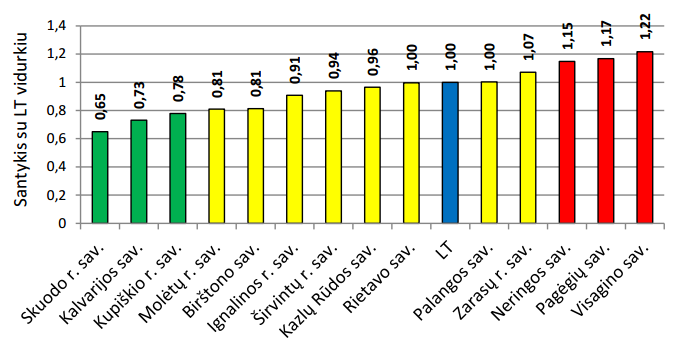 Santykis su LT vidurkiu
1,4
1,2
1
0,8
0,6
0,4
0,2
0
0,65
0,73
0,78
0,81
0,81
0,91
0,94
0,96
1,00
1,00
1,00
1,07
1,15
1,17
1,22
Skuodo r. sav.
Kalvarijos sav.
Kupiškio r. sav.
Molėtų r. sav.
Birštono sav.
Ignalinos r. sav.
Širvintų r. sav.
Kazlų Rūdos sav.
Rietavo sav.
LT
Palangos sav.
Zarasų r. sav.
Neringos sav.
Pagėgių sav.
Visagino sav.